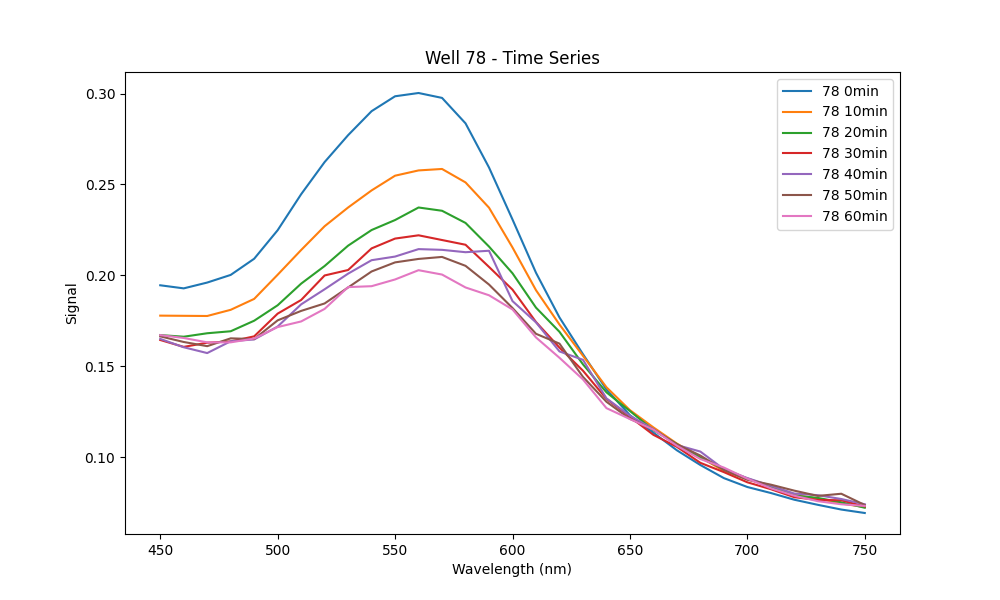 Well 78 - Time Series
78 0min
78 10min
78 20min
78 30min
78 40min
78 50min
78 60min
0.30
0.25
0.20
0.15
0.10
Signal
450 500 550 600 650 700 750
Wavelength (nm)